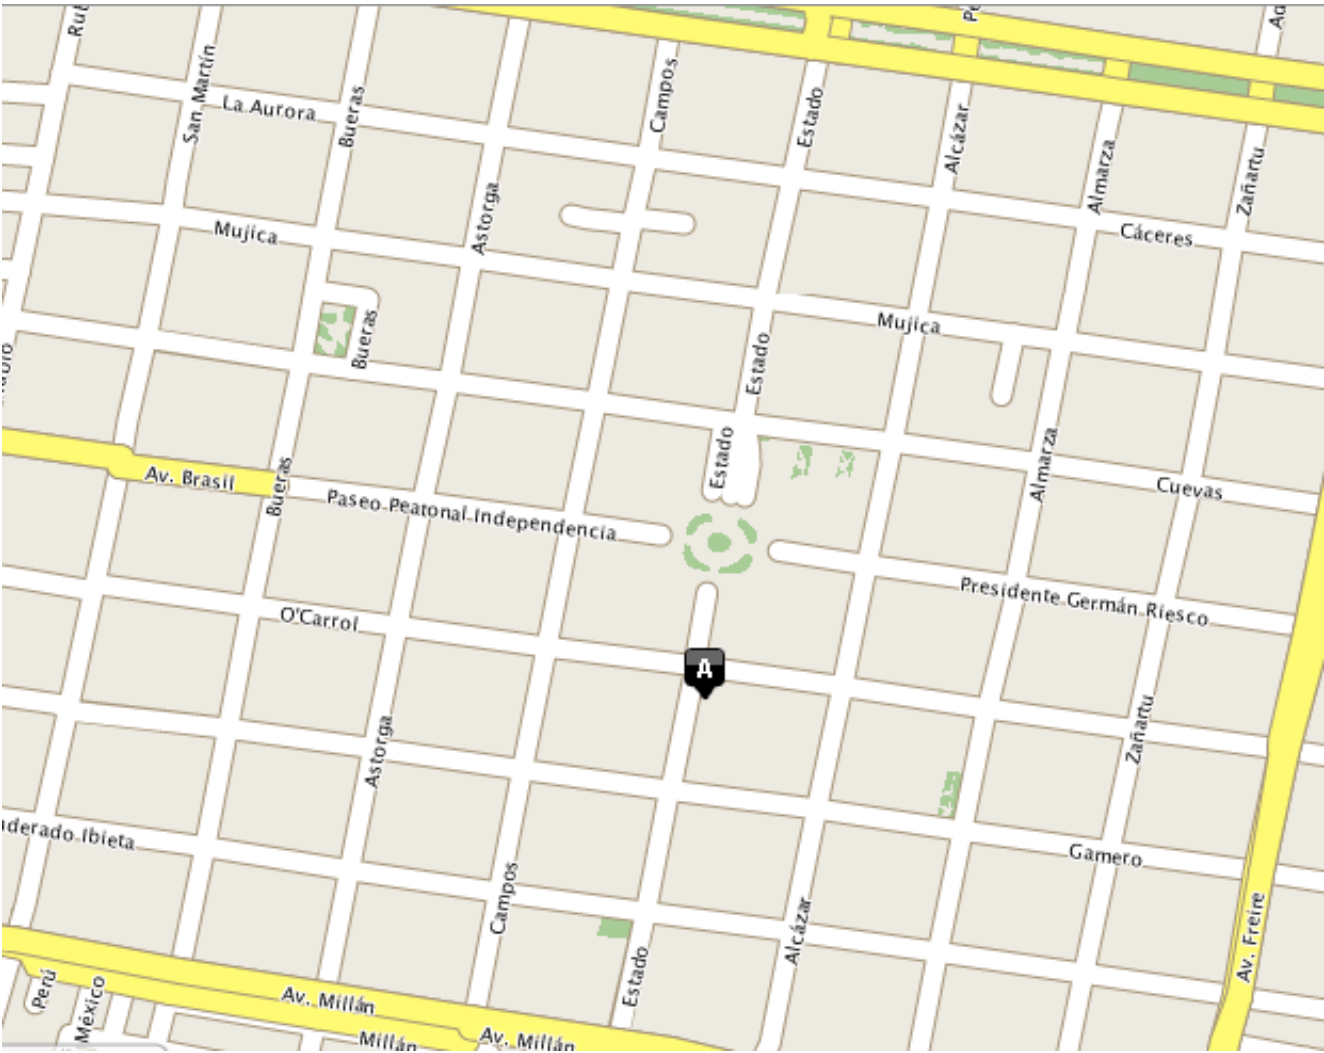 Rub
San Martín
La Aurora
Bueras
Campos
Estado
Alcázar
Almarza
Zañartu
Astorga
Mujica
Cáceres
Bueras
Mujica
Estado
Estado
Almarza
Cuevas
Av. Brasil
Bueras
Paseo Peatonal Independencia
Presidente Germán Riesco
O'Carrol
A
Astorga
Zañartu
nderado Ibieta
Gamero
Campos
Alcázar
Av. Freire
Estado
Perú
México
Av. Millán
Millán
Av. Millán